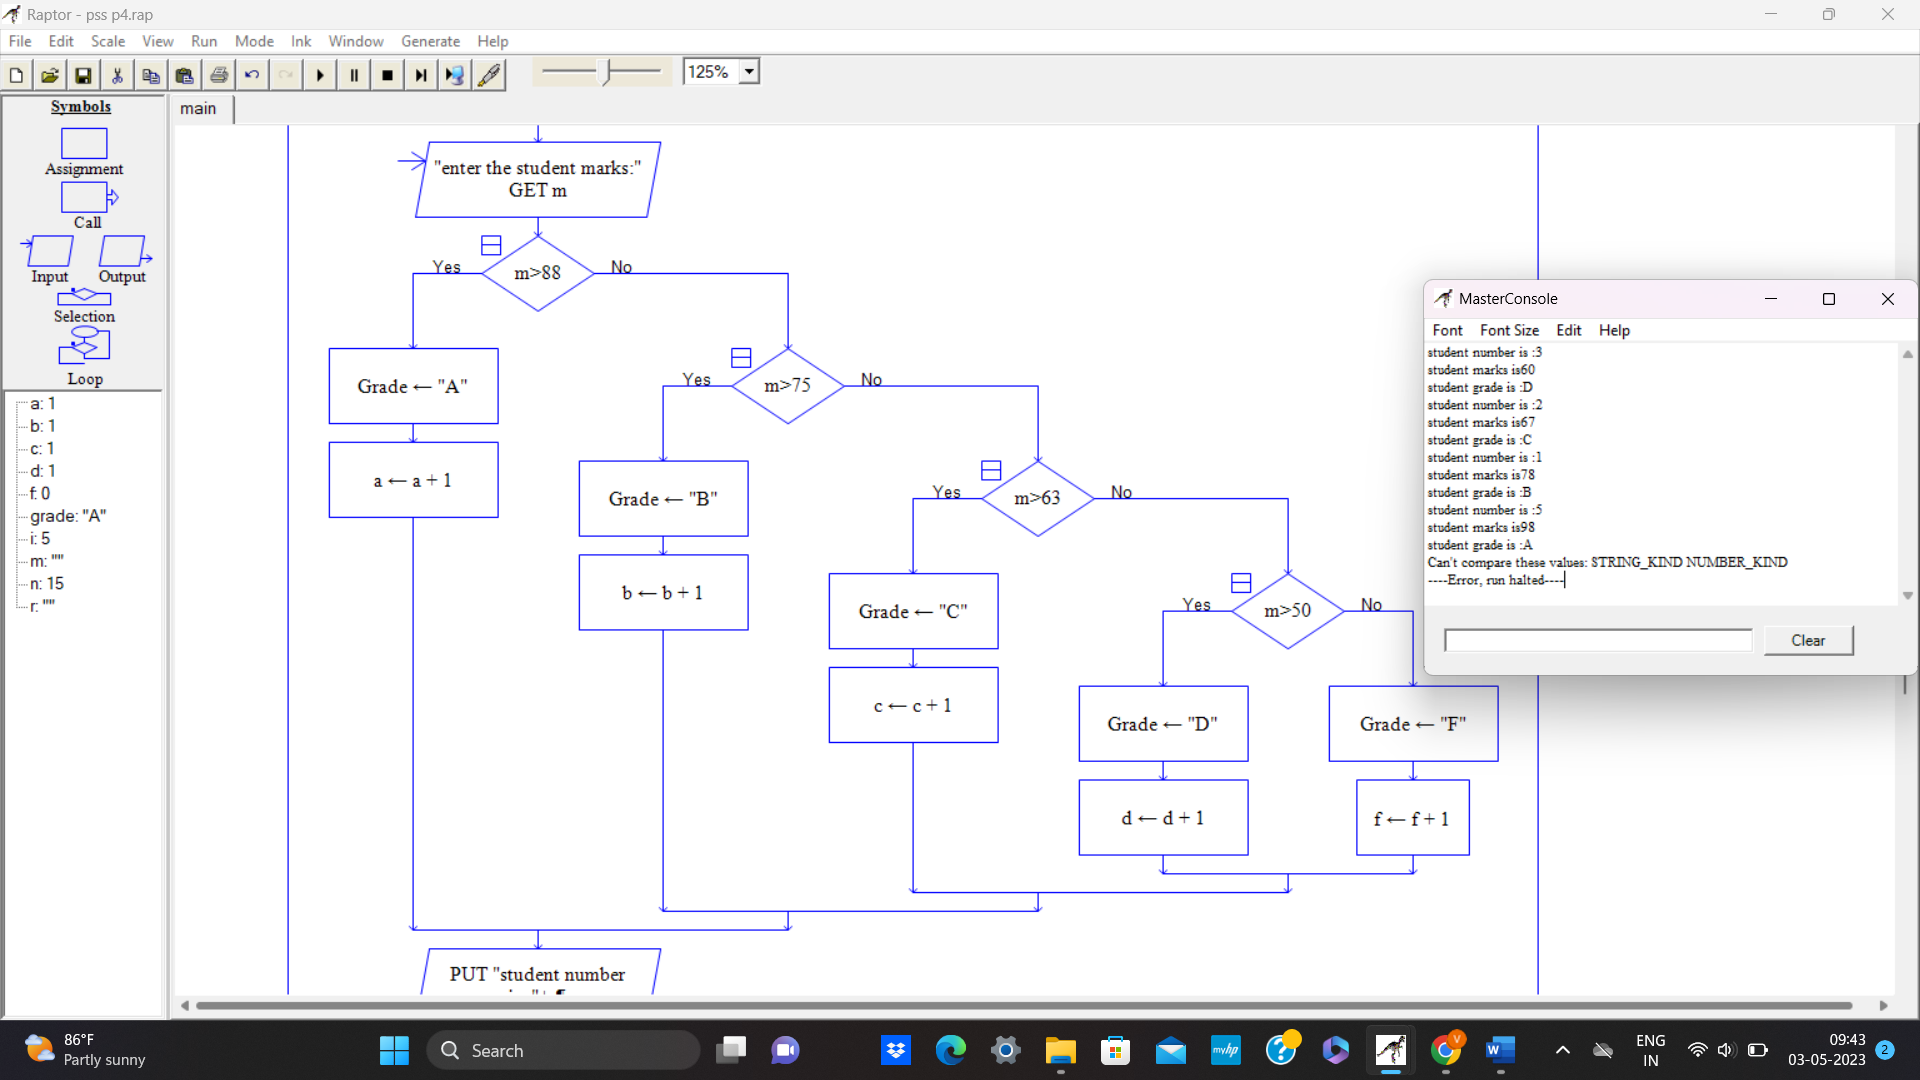 Raptor - pss p4.rap
File Edit Scale View Run Mode Ink Window Generate Help
125%
Symbols
Assignment
Call
Input Output
Selection
Loop
a: 1
b: 1
c: 1
d: 1
f: 0
grade: "A"
i: 5
m: ""
n: 15
r: ""
main
"enter the student marks:"
GET m
Yes m>88 No
Grade ← "A"
a ← a + 1
Yes m>75 No
Grade ← "B"
b ← b + 1
Yes m>63 No
Grade ← "C"
c ← c + 1
Yes m>50 No
Grade ← "D"
d ← d + 1
Grade ← "F"
f ← f + 1
PUT "student number
MasterConsole
Font Font Size Edit Help
student number is :3
student marks is60
student grade is :D
student number is :2
student marks is67
student grade is :C
student number is :1
student marks is78
student grade is :B
student number is :5
student marks is98
student grade is :A
Can't compare these values: STRING_KIND NUMBER_KIND
----Error, run halted----
Clear
86°F
Partly sunny
Search
myhp
V
W
ENG
IN
09:43
03-05-2023
2